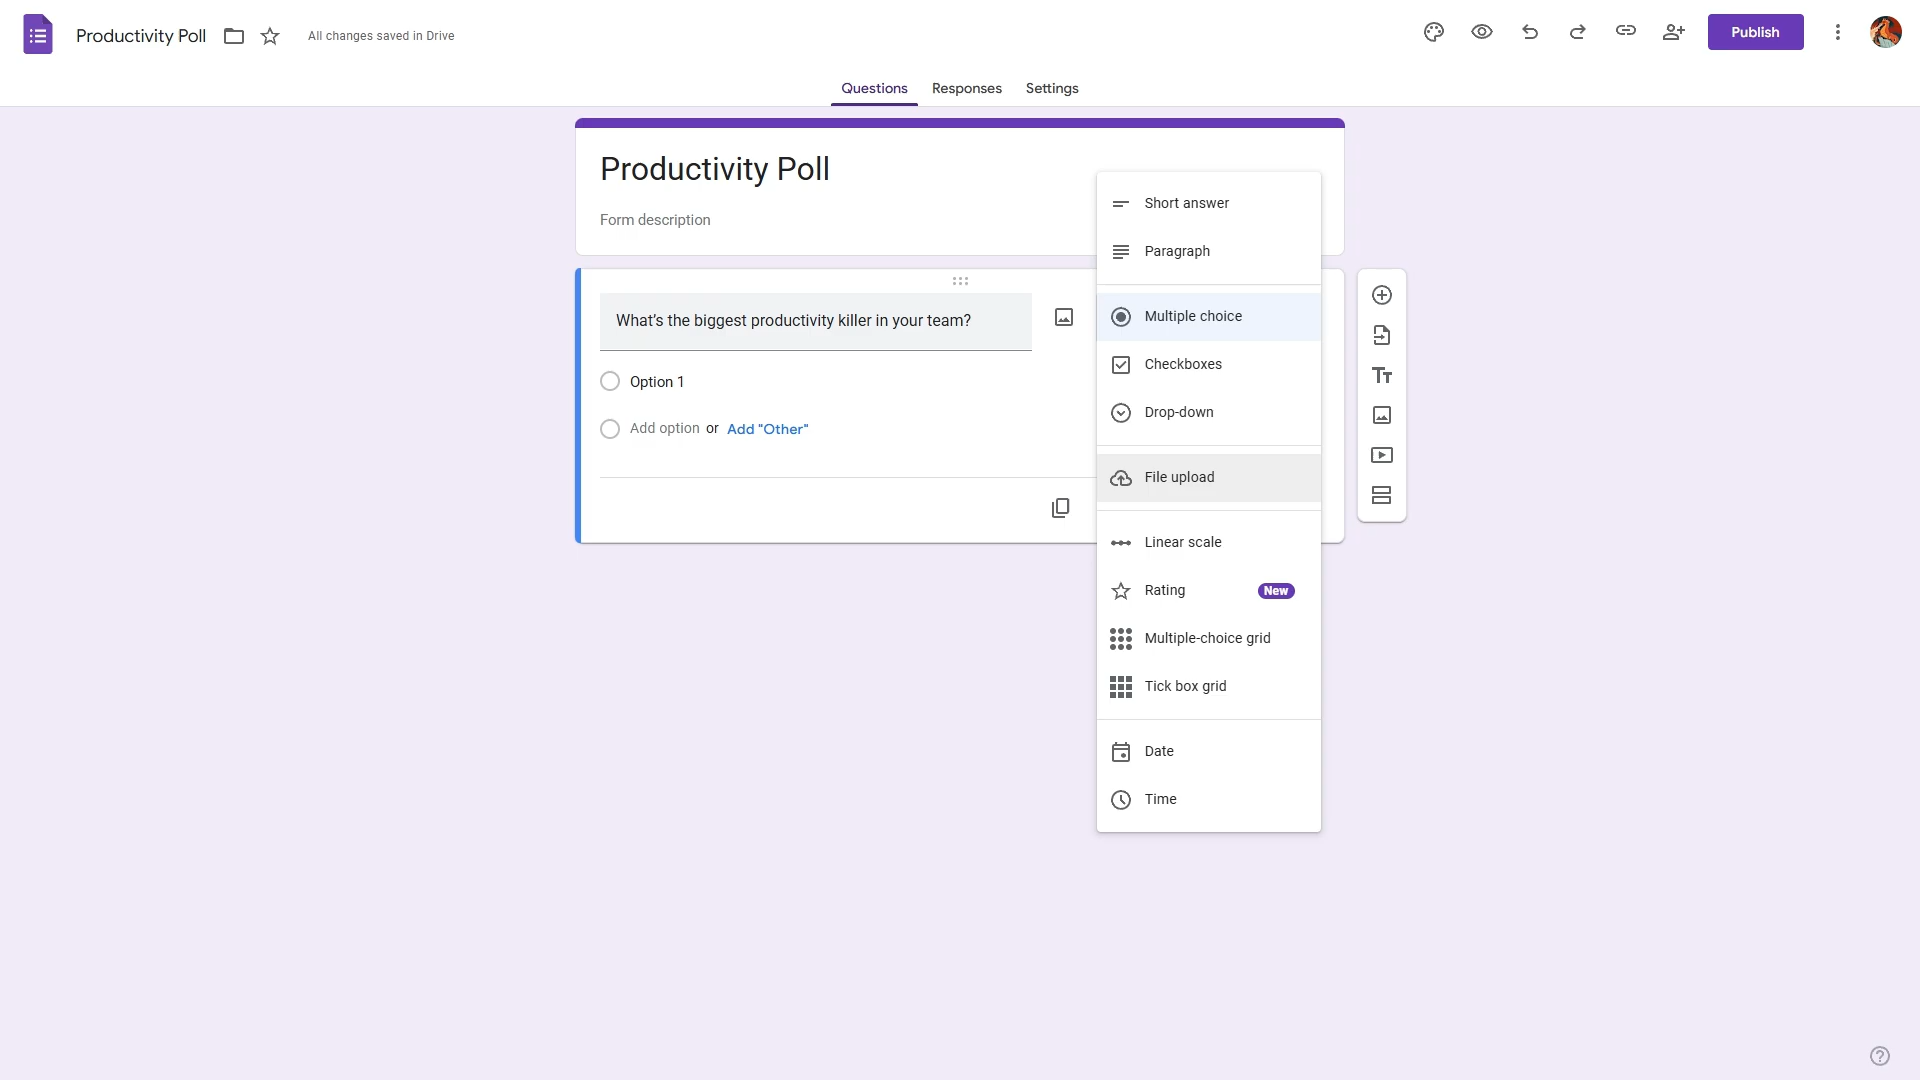 Productivity Poll
All changes saved in Drive
Publish
Questions
Responses
Settings
Productivity Poll
Form description
What's the biggest productivity killer in your team?
Option 1
Add option or Add "Other"
Short answer
Paragraph
Multiple choice
Checkboxes
Drop-down
File upload
Linear scale
Rating New
Multiple-choice grid
Tick box grid
Date
Time